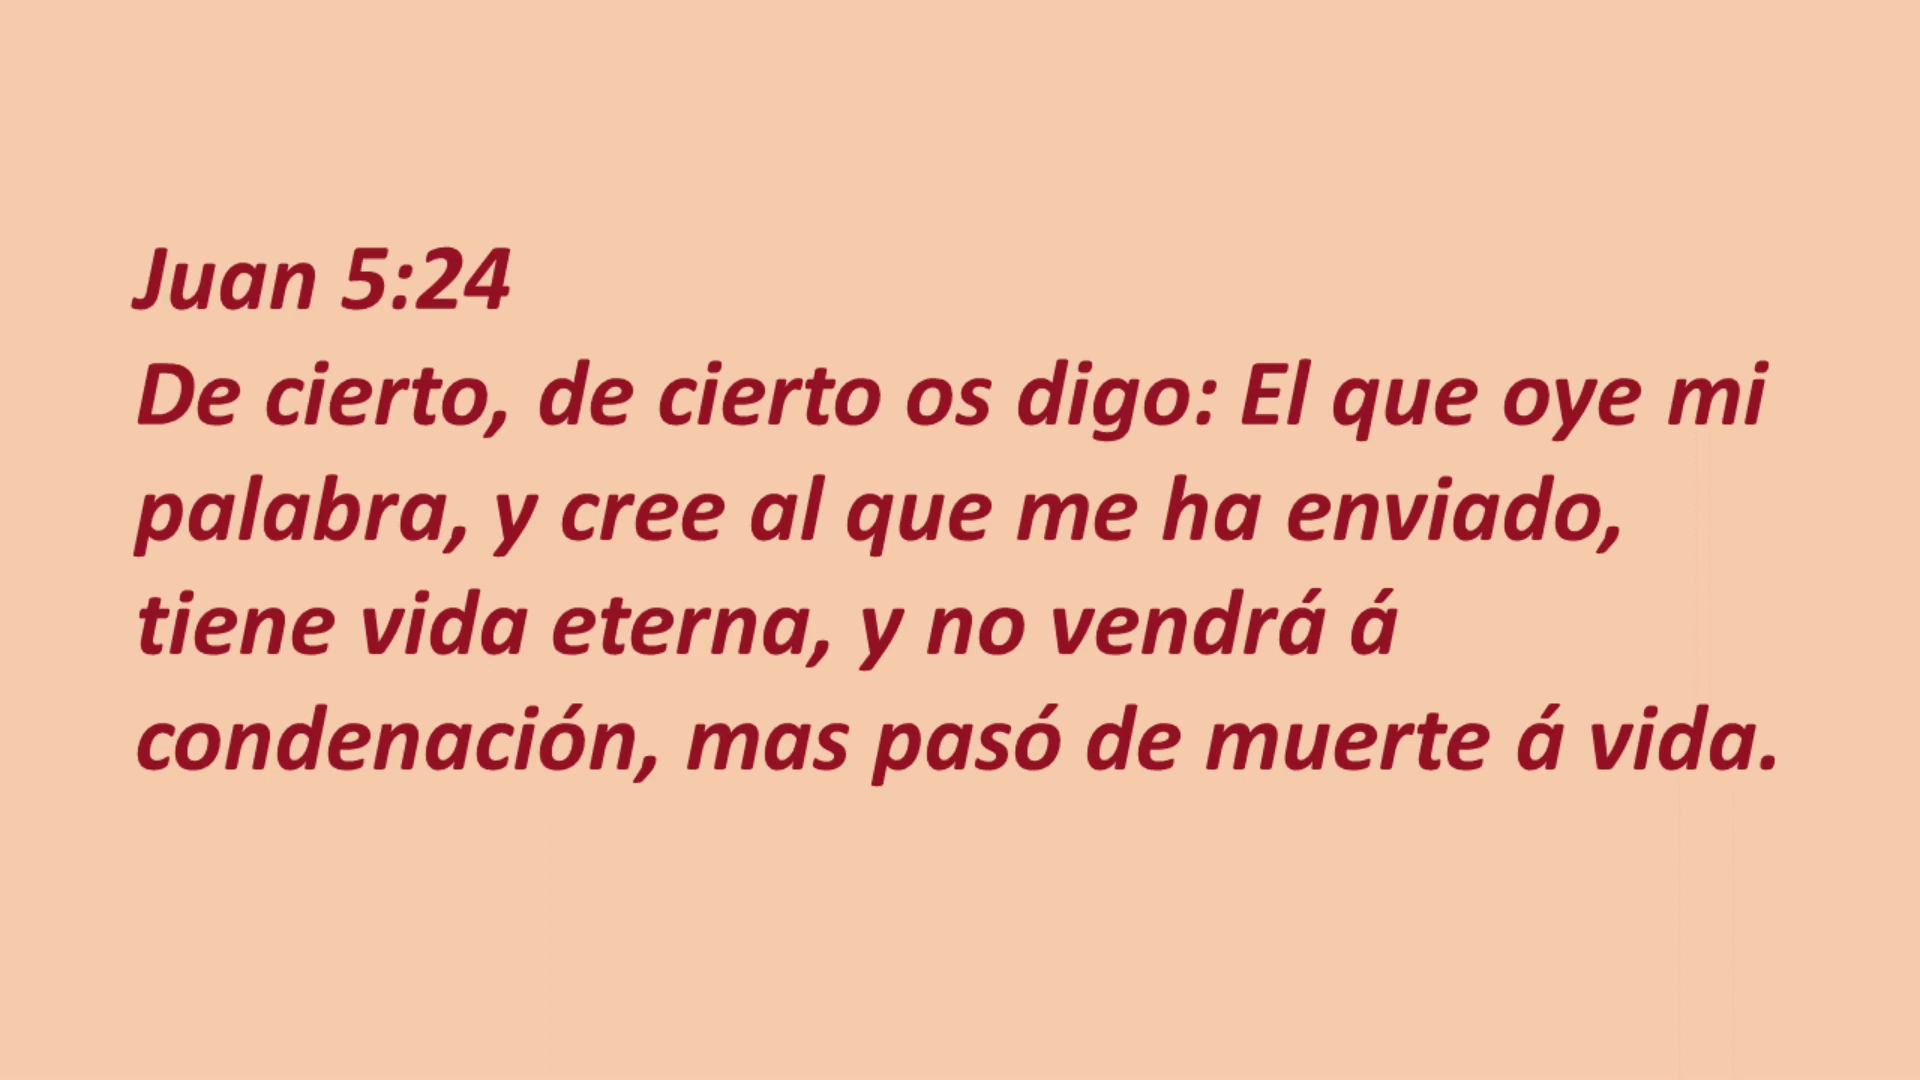 Juan 5:24
De cierto, de cierto os digo: El que oye mi
palabra, y cree al que me ha enviado,
tiene vida eterna, y no vendrá á
condenación, mas pasó de muerte á vida.